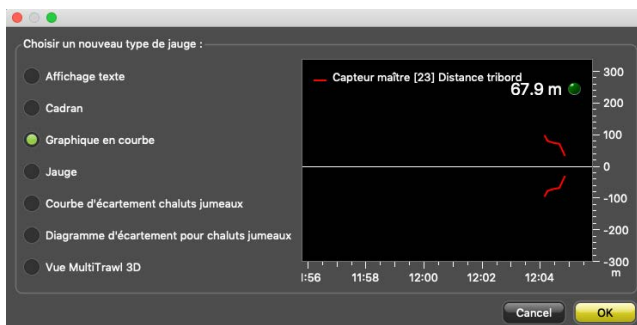 Choisir un nouveau type de jauge :
Affichage texte
Cadran
Graphique en courbe
Jauge
Courbe d'écartement chaluts jumeaux
Diagramme d'écartement pour chaluts jumeaux
Vue MultiTrawl 3D
Capteur maître [23] Distance tribord
67.9 m
300
200
100
0
-100
-200
-300
m
l:56 11:58 12:00 12:02 12:04
Cancel OK